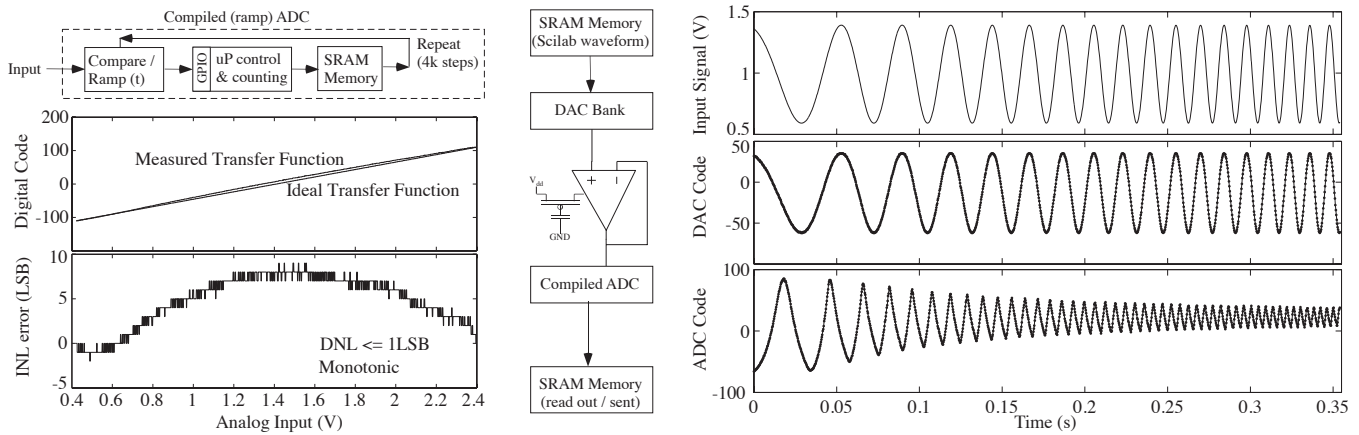 Compiled (ramp) ADC
Input
Compare /
Ramp (t)
GPIO
uP control
& counting
SRAM
Memory
Repeat
(4k steps)
Digital Code
200
100
0
-100
Measured Transfer Function
Ideal Transfer Function
INL error (LSB)
10
5
0
-5
DNL <= 1LSB
Monotonic
0.4 0.6 0.8 1 1.2 1.4 1.6 1.8 2 2.2 2.4
Analog Input (V)
SRAM Memory
(Scilab waveform)
DAC Bank
Vdd
+
GND
Compiled ADC
SRAM Memory
(read out / sent)
Input Signal (V)
1.5
1
0.5
DAC Code
50
0
-50
-100
ADC Code
100
0
-100
0 0.05 0.1 0.15 0.2 0.25 0.3 0.35
Time (s)